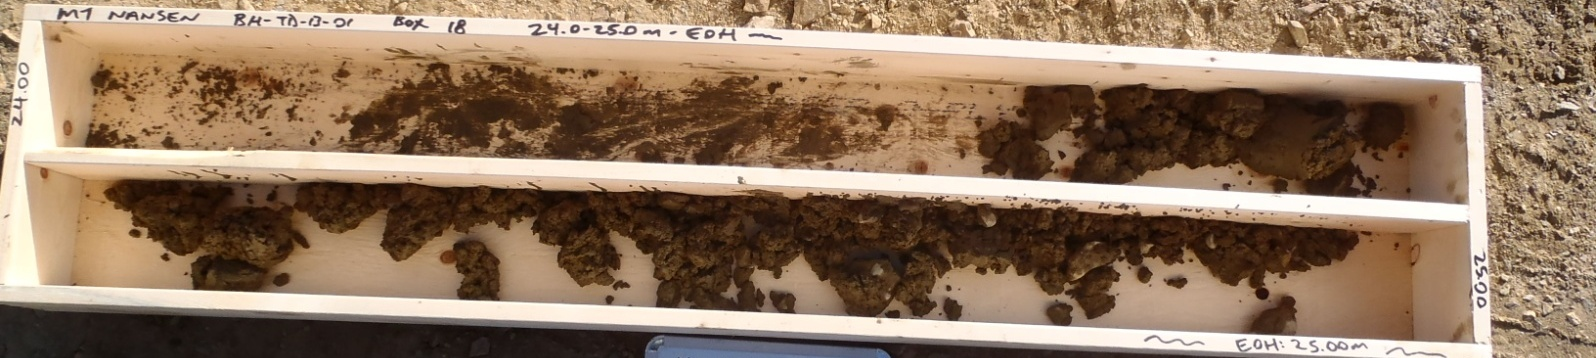 MT NANSEN BH-TD-13-01 BOX 18 24.0-25.0m - EOH
24.00
25.00
EOH: 25.00m